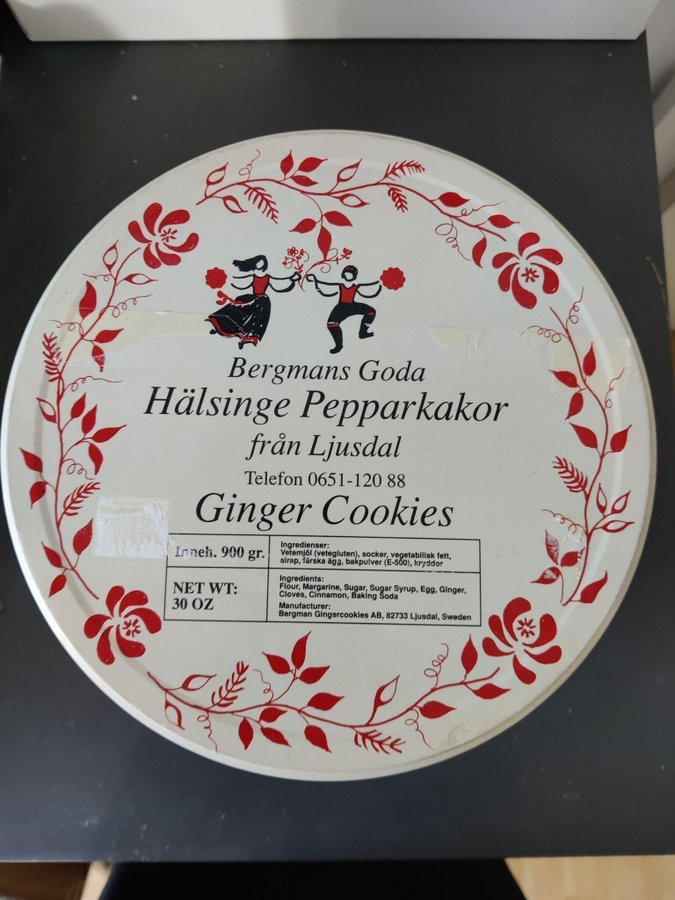 Bergmans Goda
Hälsinge Pepparkakor
från Ljusdal
Telefon 0651-120 88
Ginger Cookies
Inneh. 900 gr.
Ingredienser:
Vetemjöl (vetegluten), socker, vegetabilisk fett,
sirap, färska ägg, bakpulver (E-500), kryddor
NET WT:
30 OZ
Ingredients:
Flour, Margarine, Sugar, Sugar Syrup, Egg, Ginger,
Cloves, Cinnamon, Baking Soda
Manufacturer:
Bergman Gingercookies AB, 82733 Ljusdal, Sweden